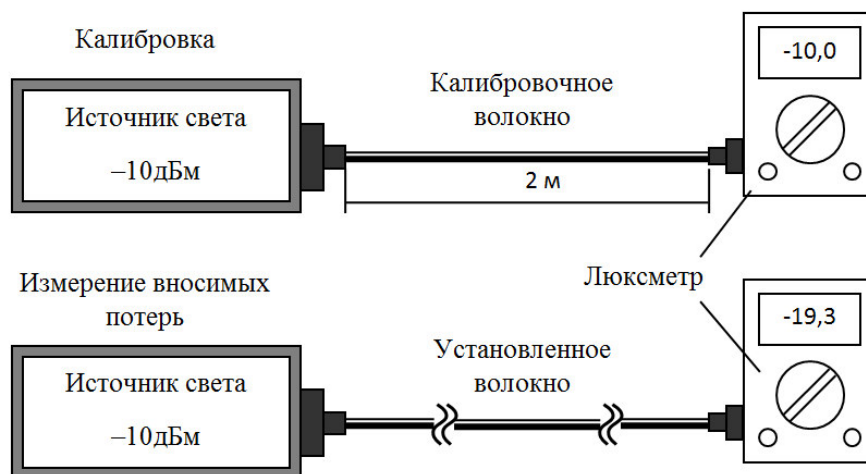 Калибровка
Источник света
–10дБм
Калибровочное
волокно
2 м
-10,0
Люксметр
Измерение вносимых
потерь
Источник света
–10дБм
Установленное
волокно
-19,3